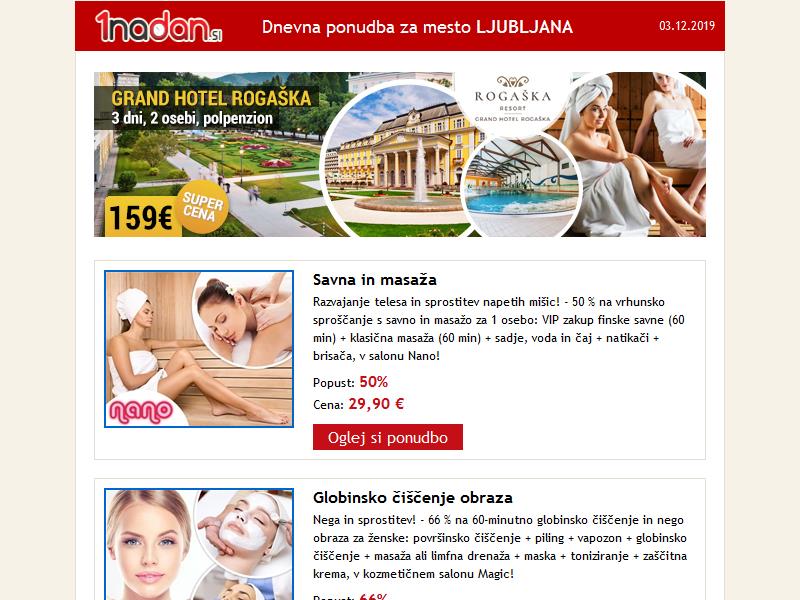 1nadan.si
Dnevna ponudba za mesto LJUBLJANA
03.12.2019
GRAND HOTEL ROGAŠKA
3 dni, 2 osebi, polpenzion
159€
SUPER
CENA
ROGAŠKA
RESORT
GRAND HOTEL ROGAŠKA
Savna in masaža
Razvajanje telesa in sprostitev napetih mišic! - 50 % na vrhunsko
sproščanje s savno in masažo za 1 osebo: VIP zakup finske savne (60
min) + klasična masaža (60 min) + sadje, voda in čaj + natikači +
brisača, v salonu Nano!
Popust: 50%
Cena: 29,90 €
Oglej si ponudbo
nano
Globinsko čiščenje obraza
Nega in sprostitev! - 66 % na 60-minutno globinsko čiščenje in nego
obraza za ženske: površinsko čiščenje + piling + vapozon + globinsko
čiščenje + masaža ali limfna drenaža + maska + toniziranje + zaščitna
krema, v kozmetičnem salonu Magic!
Popust: 66%